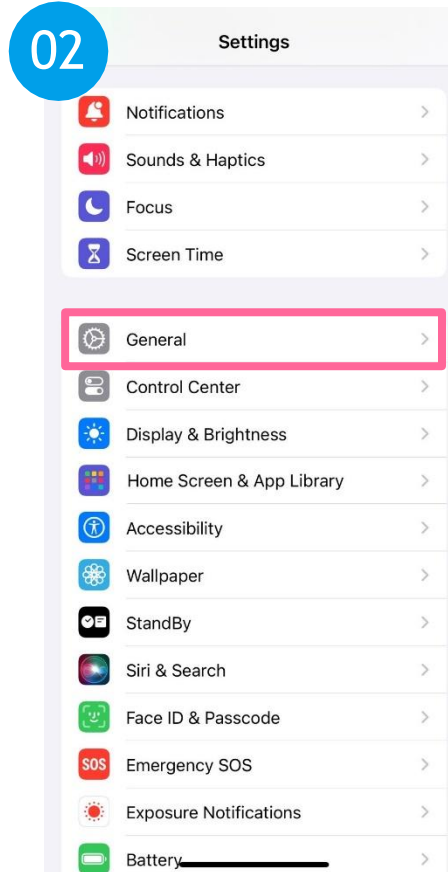 02
Settings
Notifications
Sounds & Haptics
Focus
Screen Time
General
Control Center
Display & Brightness
Home Screen & App Library
Accessibility
Wallpaper
StandBy
Siri & Search
Face ID & Passcode
SOS Emergency SOS
Exposure Notifications
Battery